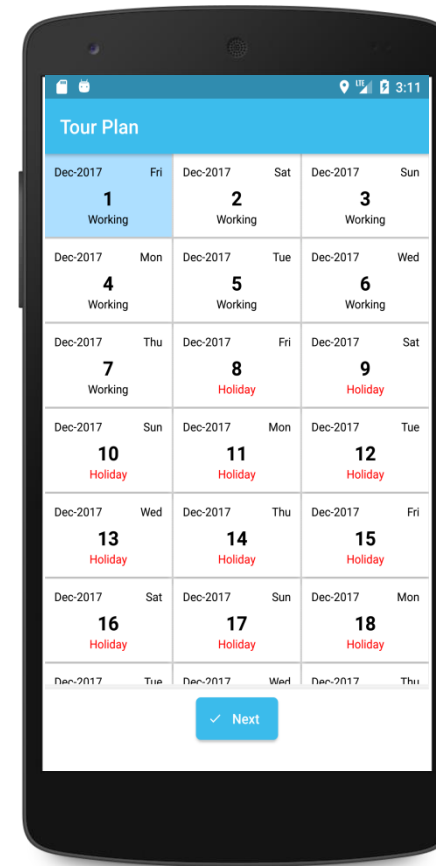 LTE 3:11
Tour Plan
Dec-2017 Fri Dec-2017 Sat Dec-2017 Sun
1 2 3
Working Working Working
Dec-2017 Mon Dec-2017 Tue Dec-2017 Wed
4 5 6
Working Working Working
Dec-2017 Thu Dec-2017 Fri Dec-2017 Sat
7 8 9
Working Holiday Holiday
Dec-2017 Sun Dec-2017 Mon Dec-2017 Tue
10 11 12
Holiday Holiday Holiday
Dec-2017 Wed Dec-2017 Thu Dec-2017 Fri
13 14 15
Holiday Holiday Holiday
Dec-2017 Sat Dec-2017 Sun Dec-2017 Mon
16 17 18
Holiday Holiday Holiday
Dec-2017 Tue Dec-2017 Wed Dec-2017 Thu
Next